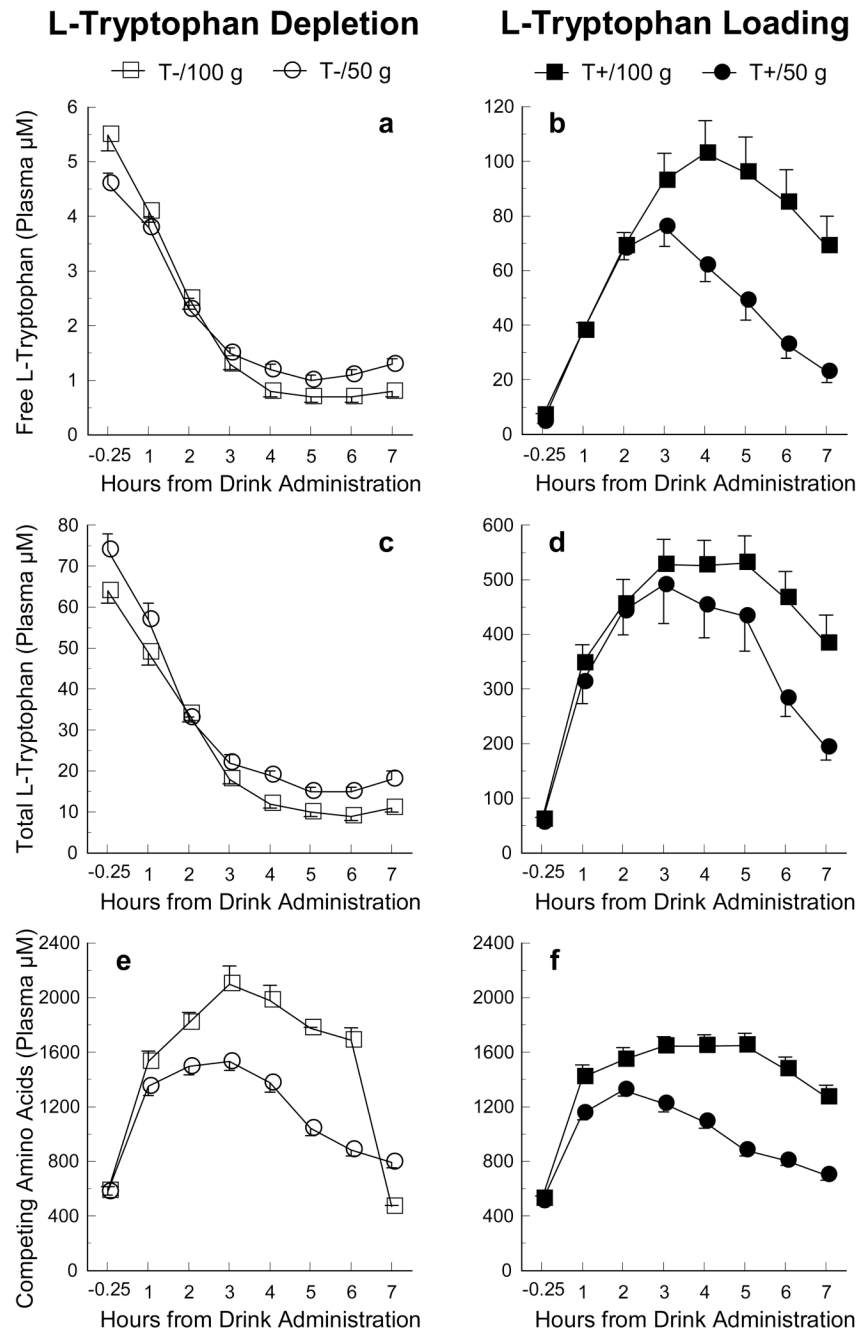 L-Tryptophan Depletion
L-Tryptophan Loading
T-/100 g T-/50 g
T+/100 g T+/50 g
a
Free L-Tryptophan (Plasma µM)
6
5
4
3
2
1
0
-0.25 1 2 3 4 5 6 7
Hours from Drink Administration
b
120
100
80
60
40
20
0
-0.25 1 2 3 4 5 6 7
Hours from Drink Administration
c
Total L-Tryptophan (Plasma µM)
80
70
60
50
40
30
20
10
0
-0.25 1 2 3 4 5 6 7
Hours from Drink Administration
d
600
500
400
300
200
100
0
-0.25 1 2 3 4 5 6 7
Hours from Drink Administration
e
Competing Amino Acids (Plasma µM)
2400
2000
1600
1200
800
400
0
-0.25 1 2 3 4 5 6 7
Hours from Drink Administration
f
2400
2000
1600
1200
800
400
0
-0.25 1 2 3 4 5 6 7
Hours from Drink Administration